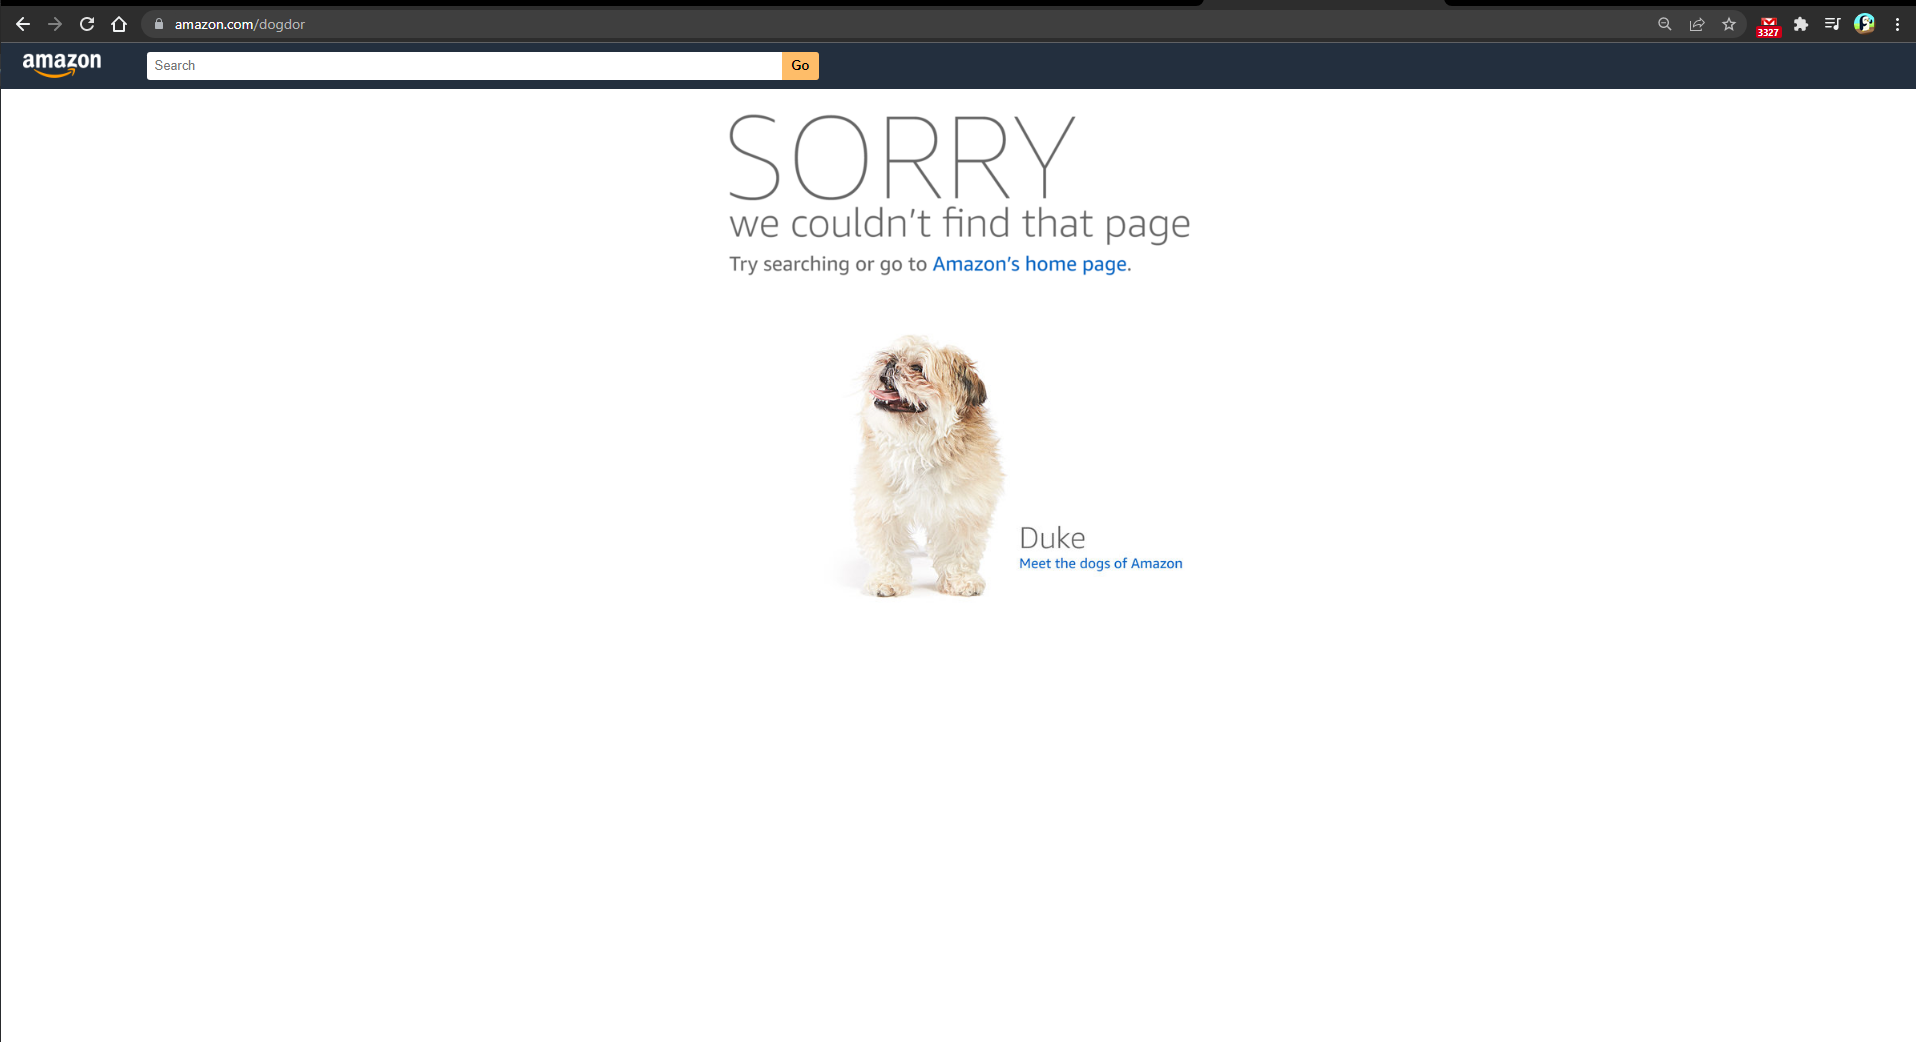 amazon.com/dogdor
3327
amazon
Search
Go
SORRY
we couldn't find that page
Try searching or go to Amazon's home page.
Duke
Meet the dogs of Amazon